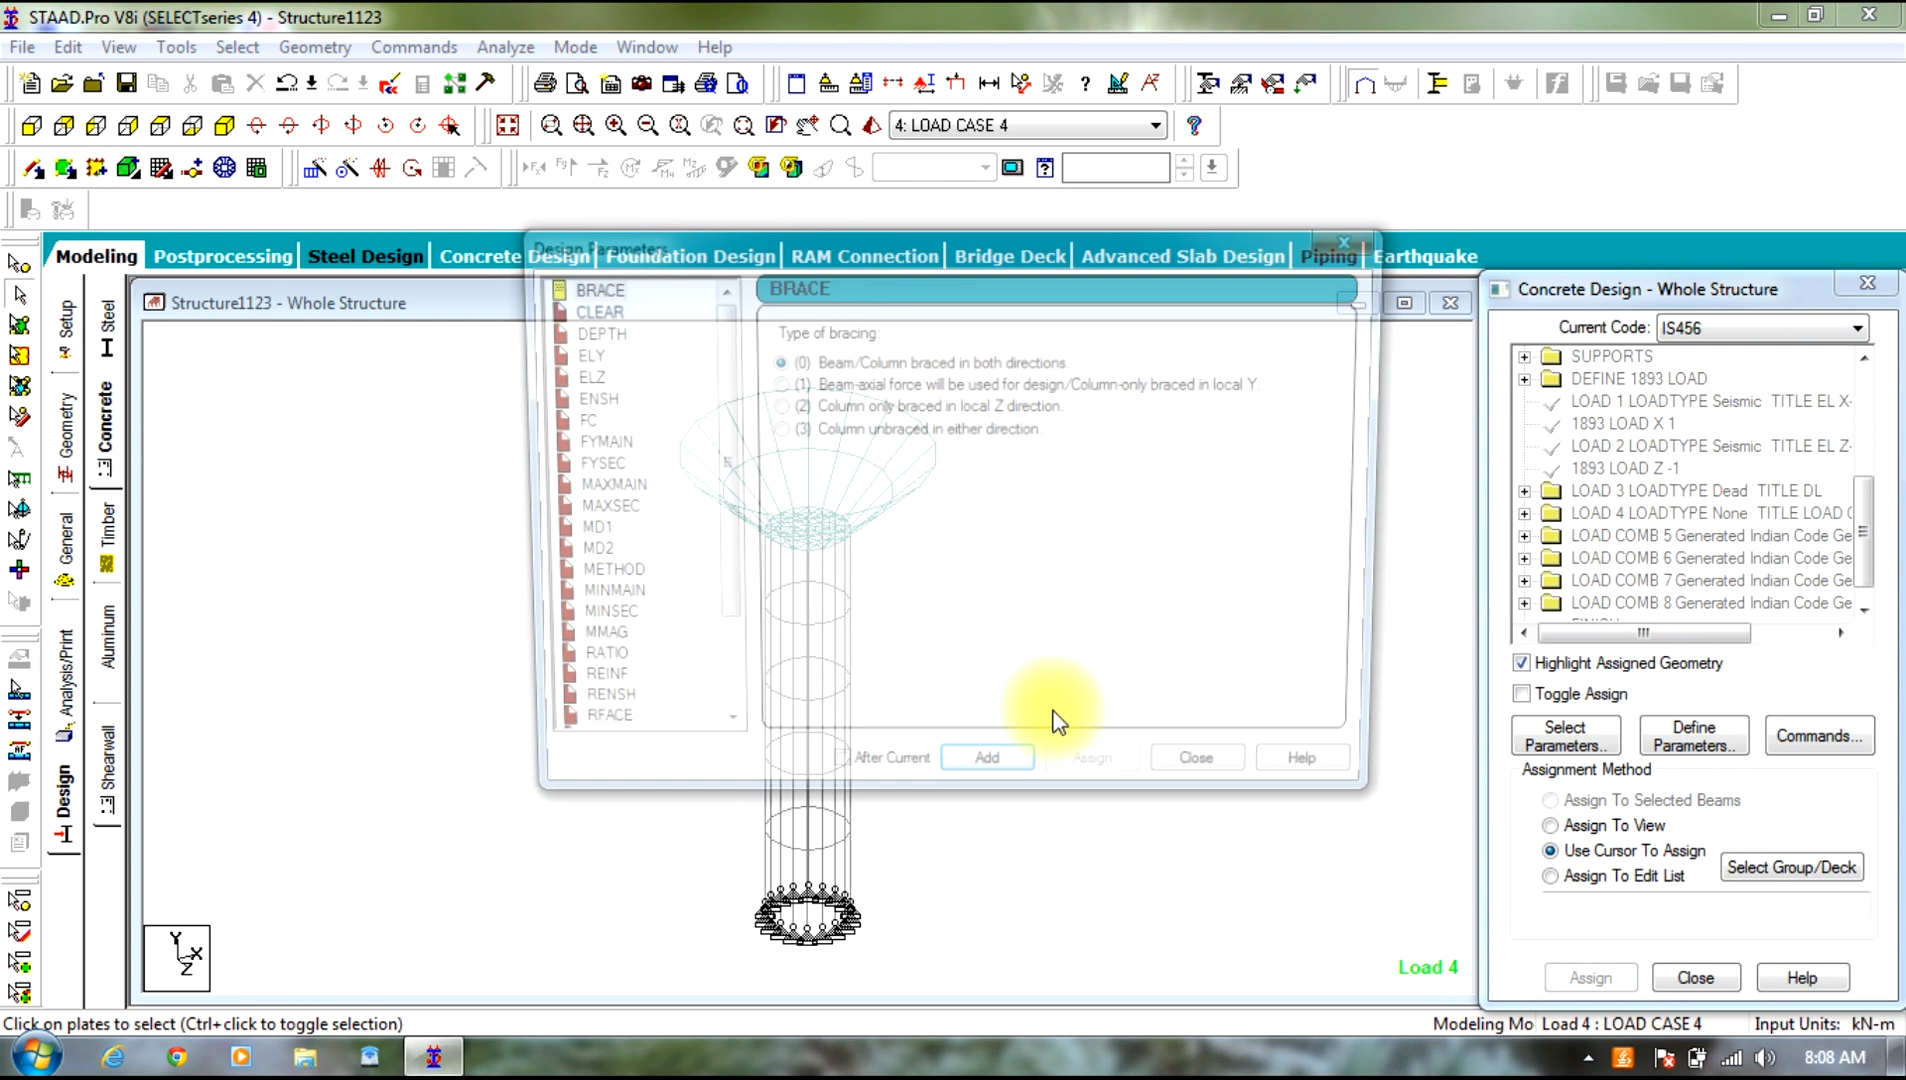 STAAD.Pro V8i (SELECTseries 4) - Structure1123
File Edit View Tools Select Geometry Commands Analyze Mode Window Help
4: LOAD CASE 4
Modeling Postprocessing Steel Design Concrete Design Foundation Design RAM Connection Bridge Deck Advanced Slab Design Piping Earthquake
Structure1123 - Whole Structure
Setup
Geometry
General
Analysis/Print
Design
Steel
Concrete
Timber
Aluminum
Shearwall
Design Parameters
BRACE
CLEAR
DEPTH
ELY
ELZ
ENSH
FC
FYMAIN
FYSEC
MAXMAIN
MAXSEC
MD1
MD2
METHOD
MINMAIN
MINSEC
MMAG
RATIO
REINF
RENSH
RFACE
BRACE
Type of bracing:
(0) Beam/Column braced in both directions.
(1) Beam-axial force will be used for design/Column-only braced in local Y.
(2) Column only braced in local Z direction.
(3) Column unbraced in either direction.
After Current Add Assign Close Help
Load 4
Concrete Design - Whole Structure
Current Code: IS456
SUPPORTS
DEFINE 1893 LOAD
LOAD 1 LOADTYPE Seismic TITLE EL X-
1893 LOAD X 1
LOAD 2 LOADTYPE Seismic TITLE EL Z-
1893 LOAD Z -1
LOAD 3 LOADTYPE Dead TITLE DL
LOAD 4 LOADTYPE None TITLE LOAD C
LOAD COMB 5 Generated Indian Code Ge
LOAD COMB 6 Generated Indian Code Ge
LOAD COMB 7 Generated Indian Code Ge
LOAD COMB 8 Generated Indian Code Ge
Highlight Assigned Geometry
Toggle Assign
Select Parameters.. Define Parameters.. Commands...
Assignment Method
Assign To Selected Beams
Assign To View
Use Cursor To Assign
Select Group/Deck
Assign To Edit List
Assign Close Help
Y
X
Z
Click on plates to select (Ctrl+click to toggle selection)
Modeling Mo Load 4 : LOAD CASE 4 Input Units: kN-m
8:08 AM